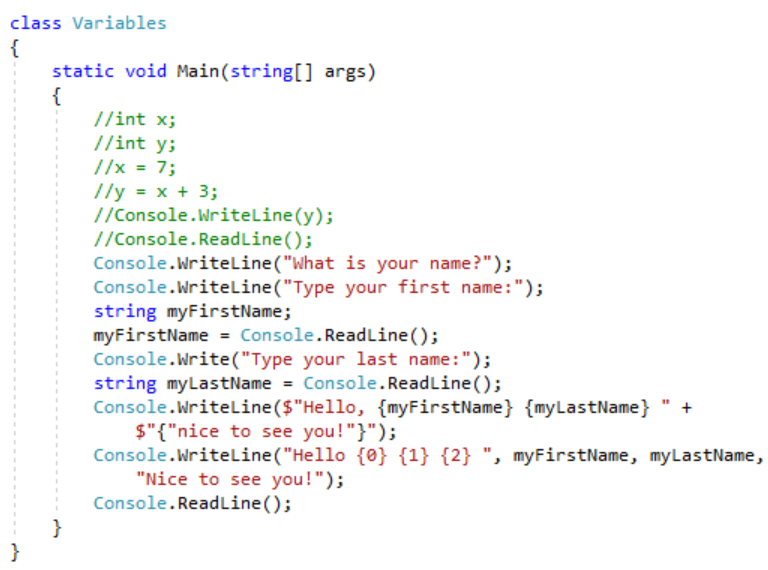 class Variables
{
    static void Main(string[] args)
    {
        //int x;
        //int y;
        //x = 7;
        //y = x + 3;
        //Console.WriteLine(y);
        //Console.ReadLine();
        Console.WriteLine("What is your name?");
        Console.WriteLine("Type your first name:");
        string myFirstName;
        myFirstName = Console.ReadLine();
        Console.Write("Type your last name:");
        string myLastName = Console.ReadLine();
        Console.WriteLine($"Hello, {myFirstName} {myLastName} " +
            $"{"nice to see you!"}");
        Console.WriteLine("Hello {0} {1} {2} ", myFirstName, myLastName,
            "Nice to see you!");
        Console.ReadLine();
    }
}